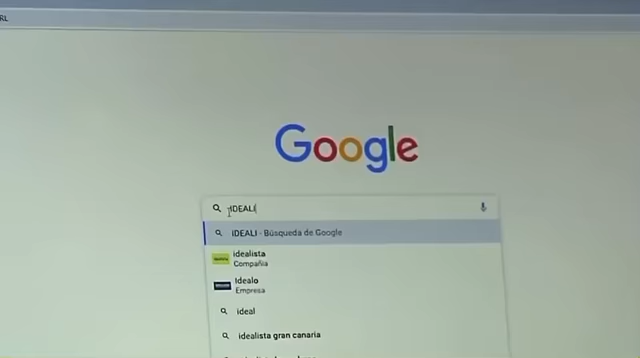 RL
Google
IDEALI
IDEALI - Búsqueda de Google
idealista
Compañía
Idealo
Empresa
ideal
idealista gran canaria